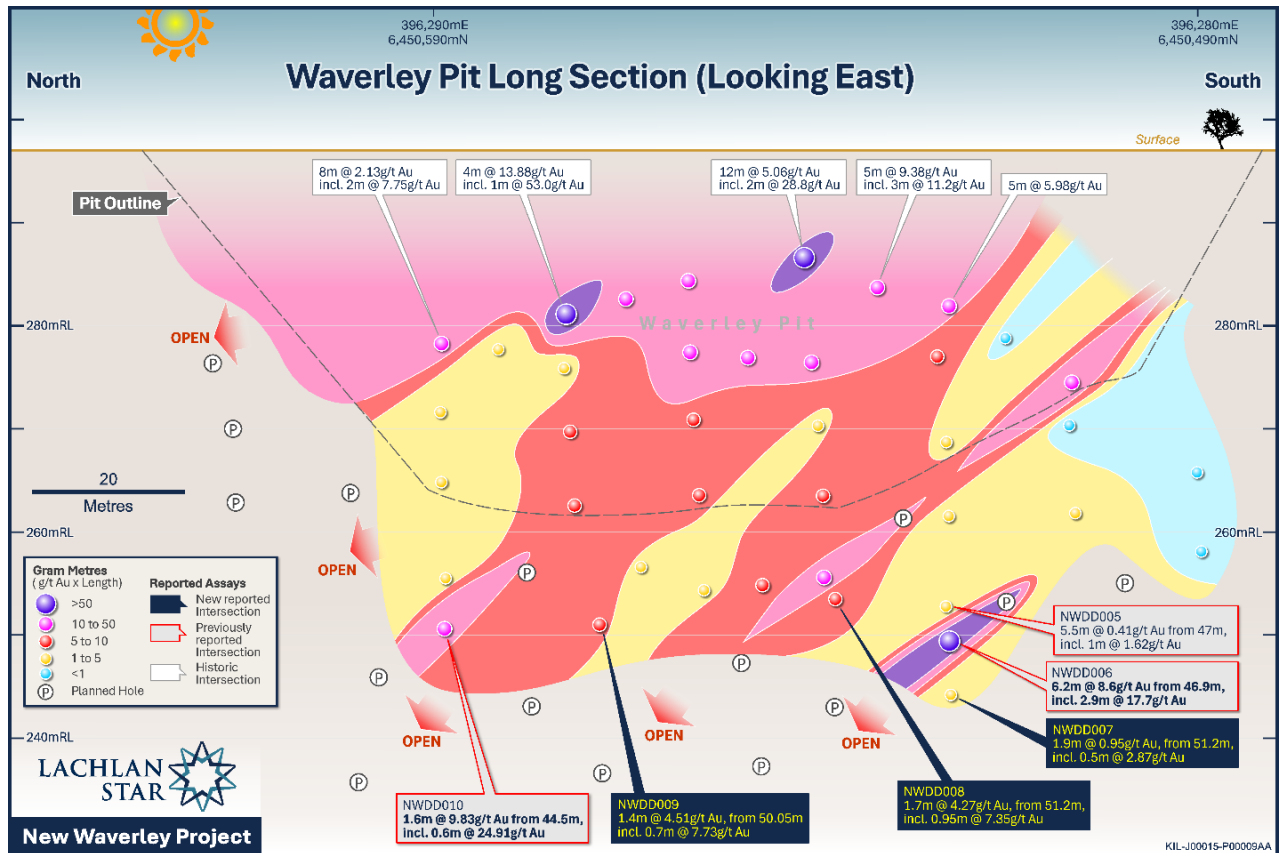 396,290mE
6,450,590mN
396,280mE
6,450,490mN
North
Waverley Pit Long Section (Looking East)
South
Surface
8m @ 2.13g/t Au
incl. 2m @ 7.75g/t Au
4m @ 13.88g/t Au
incl. 1m @ 53.0g/t Au
12m @ 5.06g/t Au
incl. 2m @ 28.8g/t Au
5m @ 9.38g/t Au
incl. 3m @ 11.2g/t Au
5m @ 5.98g/t Au
Pit Outline
280mRL
OPEN
Waverley Pit
280mRL
P
P
20
Metres
P
P
P
260mRL
260mRL
OPEN
P
P
P
Gram Metres
(g/t Au x Length)
>50
10 to 50
5 to 10
1 to 5
<1
P Planned Hole
Reported Assays
New reported
Intersection
Previously
reported
Intersection
Historic
Intersection
NWDD005
5.5m @ 0.41g/t Au from 47m,
incl. 1m @ 1.62g/t Au
NWDD006
6.2m @ 8.6g/t Au from 46.9m,
incl. 2.9m @ 17.7g/t Au
P
P
P
P
240mRL
OPEN
OPEN
OPEN
NWDD007
1.9m @ 0.95g/t Au, from 51.2m,
incl. 0.5m @ 2.87g/t Au
P
P
P
LACHLAN
STAR
New Waverley Project
NWDD010
1.6m @ 9.83g/t Au from 44.5m,
incl. 0.6m @ 24.91g/t Au
NWDD009
1.4m @ 4.51g/t Au, from 50.05m
incl. 0.7m @ 7.73g/t Au
NWDD008
1.7m @ 4.27g/t Au, from 51.2m,
incl. 0.95m @ 7.35g/t Au
KIL-J00015-P00009AA